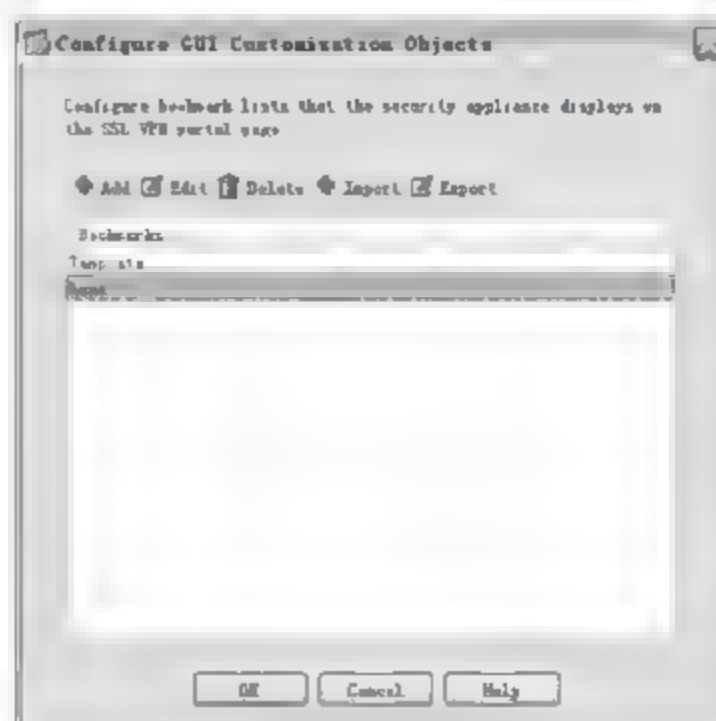 Configure GUI Customization Objects
Configure bookmark lists that the security appliance displays on
the SSL VPN portal page
Add Edit Delete Import Export
Bookmarks
Template
OK Cancel Help